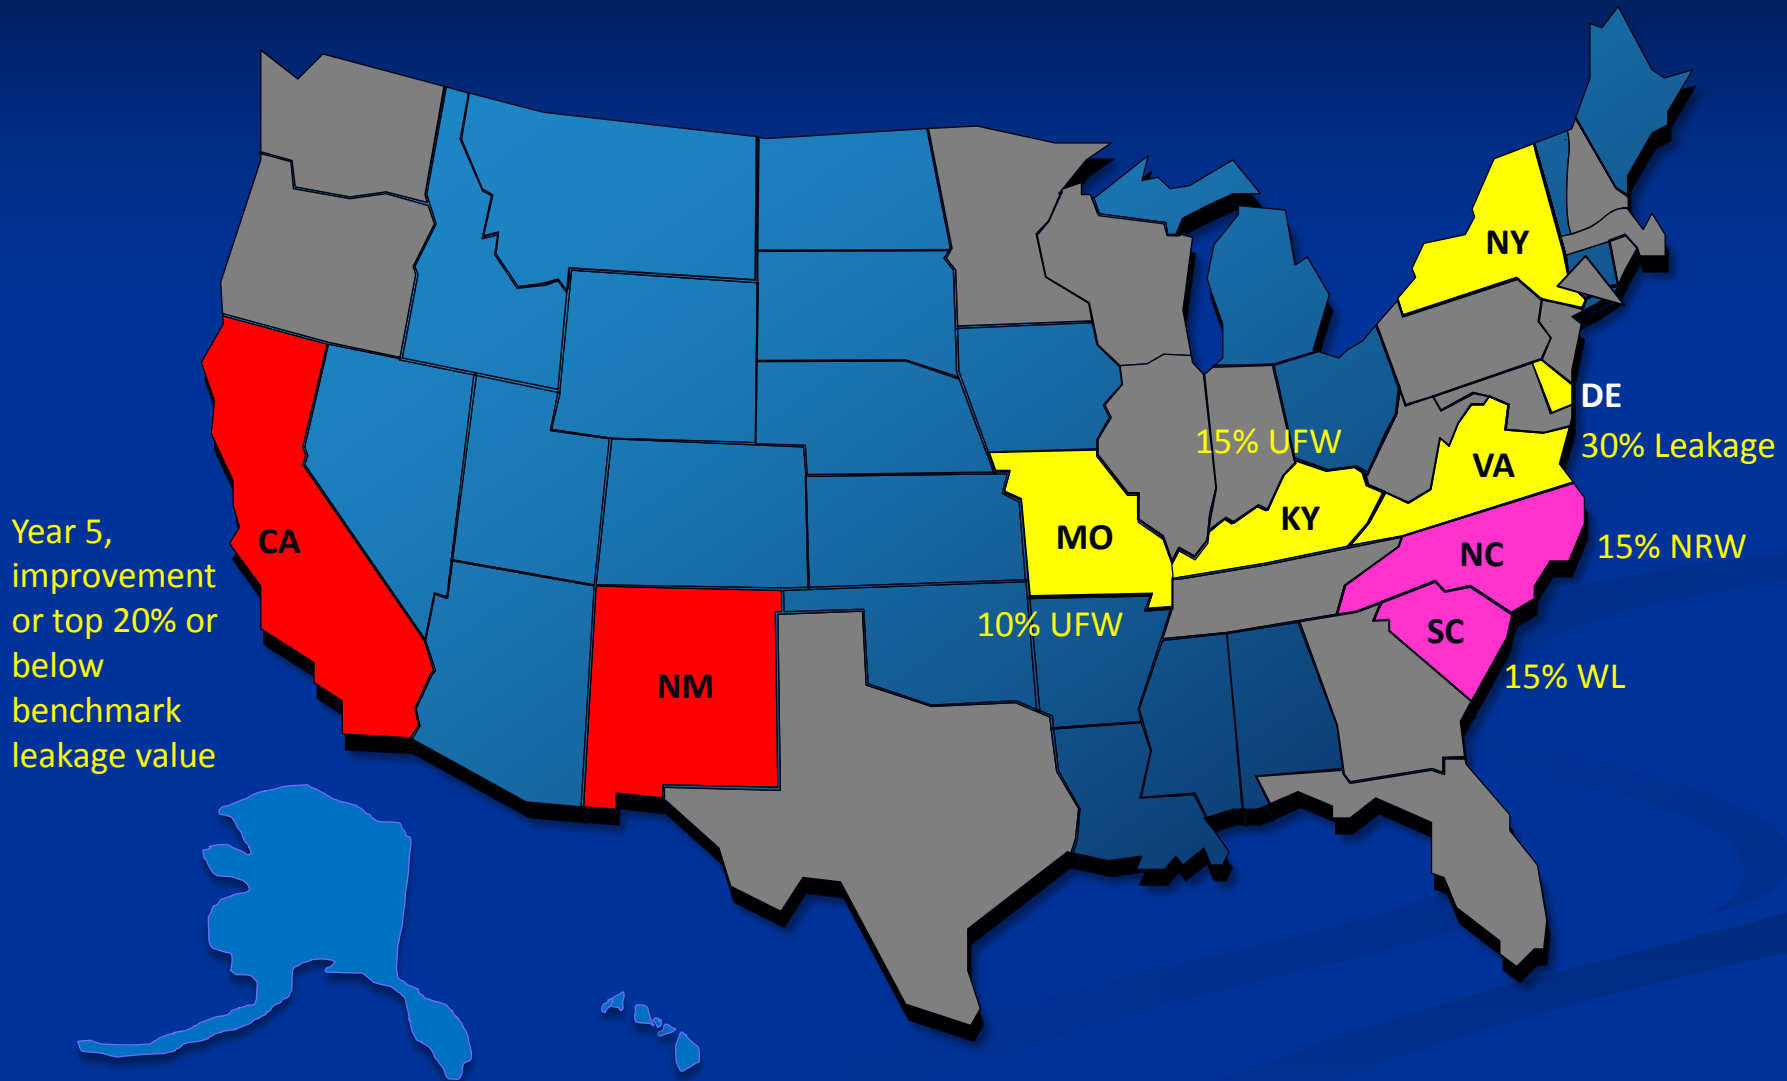 NY
DE
30% Leakage
15% UFW
VA
KY
MO
CA
Year 5,
improvement
or top 20% or
below
benchmark
leakage value
NC
15% NRW
10% UFW
SC
15% WL
NM